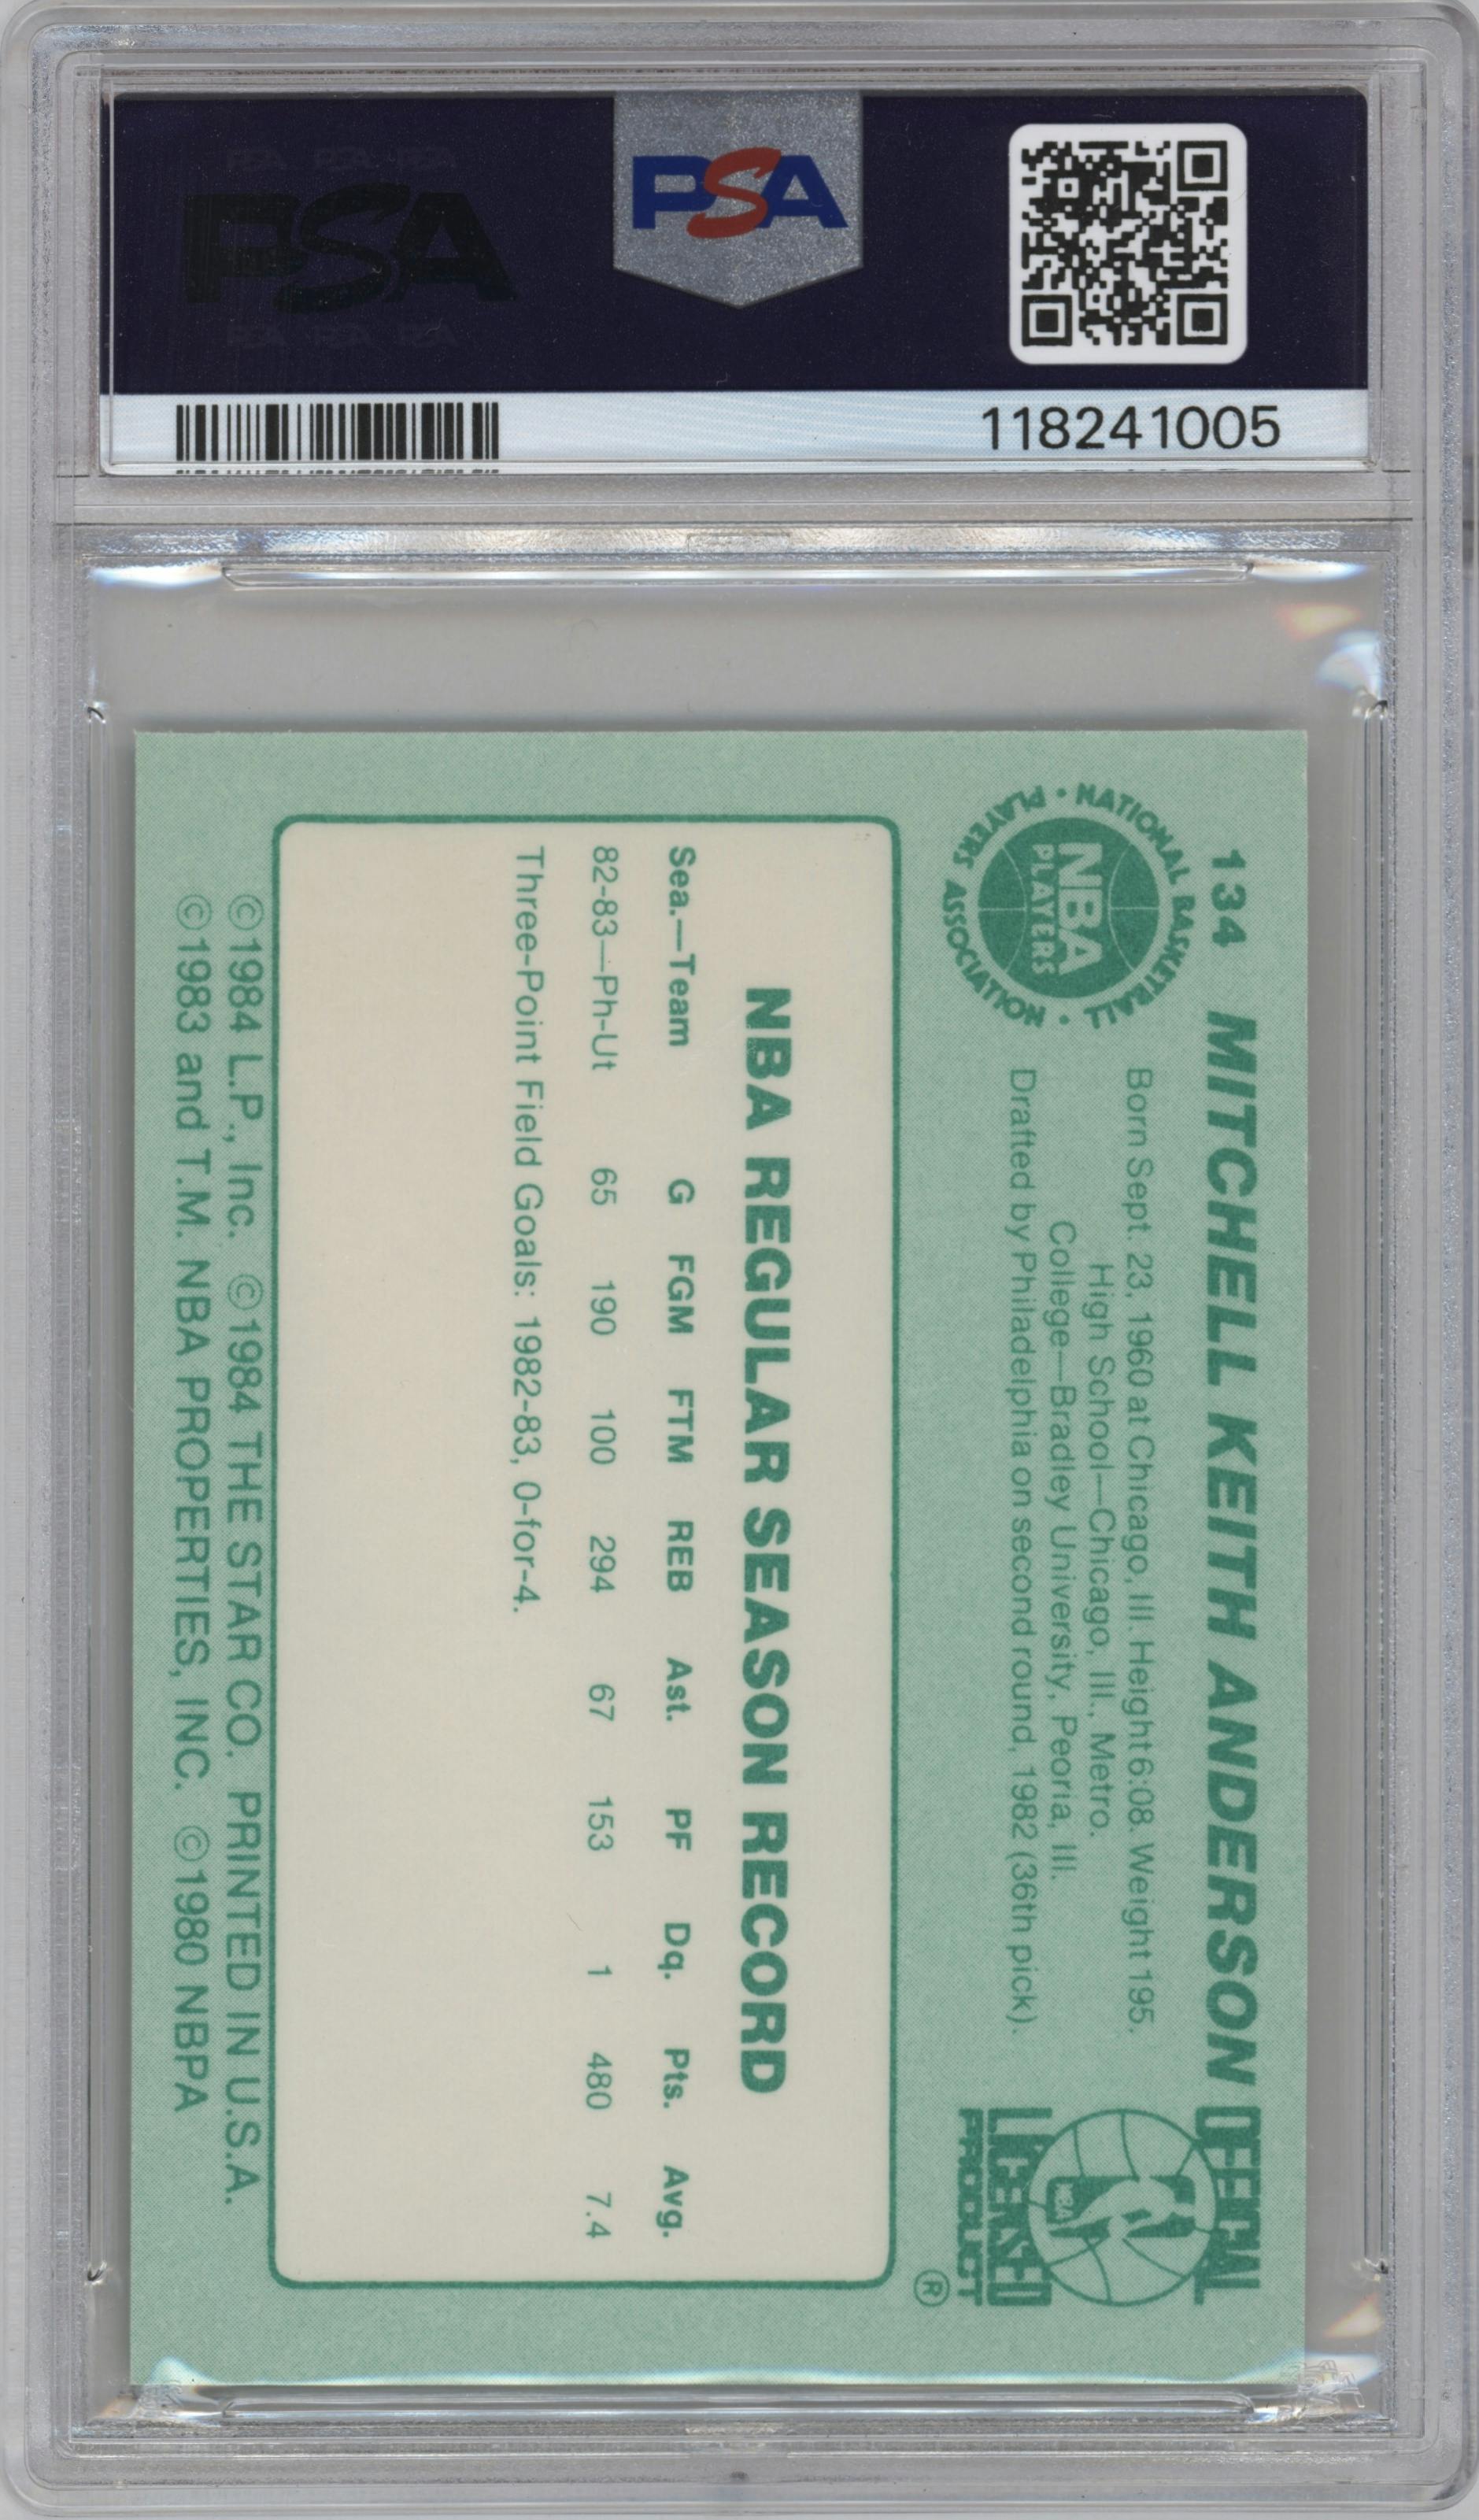 PSA
PSA
118241005
134 MITCHELL KEITH ANDERSON
Born Sept. 23, 1960 at Chicago, Ill. Height 6:08. Weight 195.
High School—Chicago, Ill., Metro.
College—Bradley University, Peoria, Ill.
Drafted by Philadelphia on second round, 1982 (36th pick).
NATIONAL BASKETBALL
PLAYERS ASSOCIATION
NBA
PLAYERS
OFFICIAL
NBA
LICENSED
PRODUCT
®
NBA REGULAR SEASON RECORD
Sea.—Team G FGM FTM REB Ast. PF Dq. Pts. Avg.
82-83—Ph-Ut 65 190 100 294 67 153 1 480 7.4
Three-Point Field Goals: 1982-83, 0-for-4.
©1984 L.P., Inc. ©1984 THE STAR CO. PRINTED IN U.S.A.
©1983 and T.M. NBA PROPERTIES, INC. ©1980 NBPA